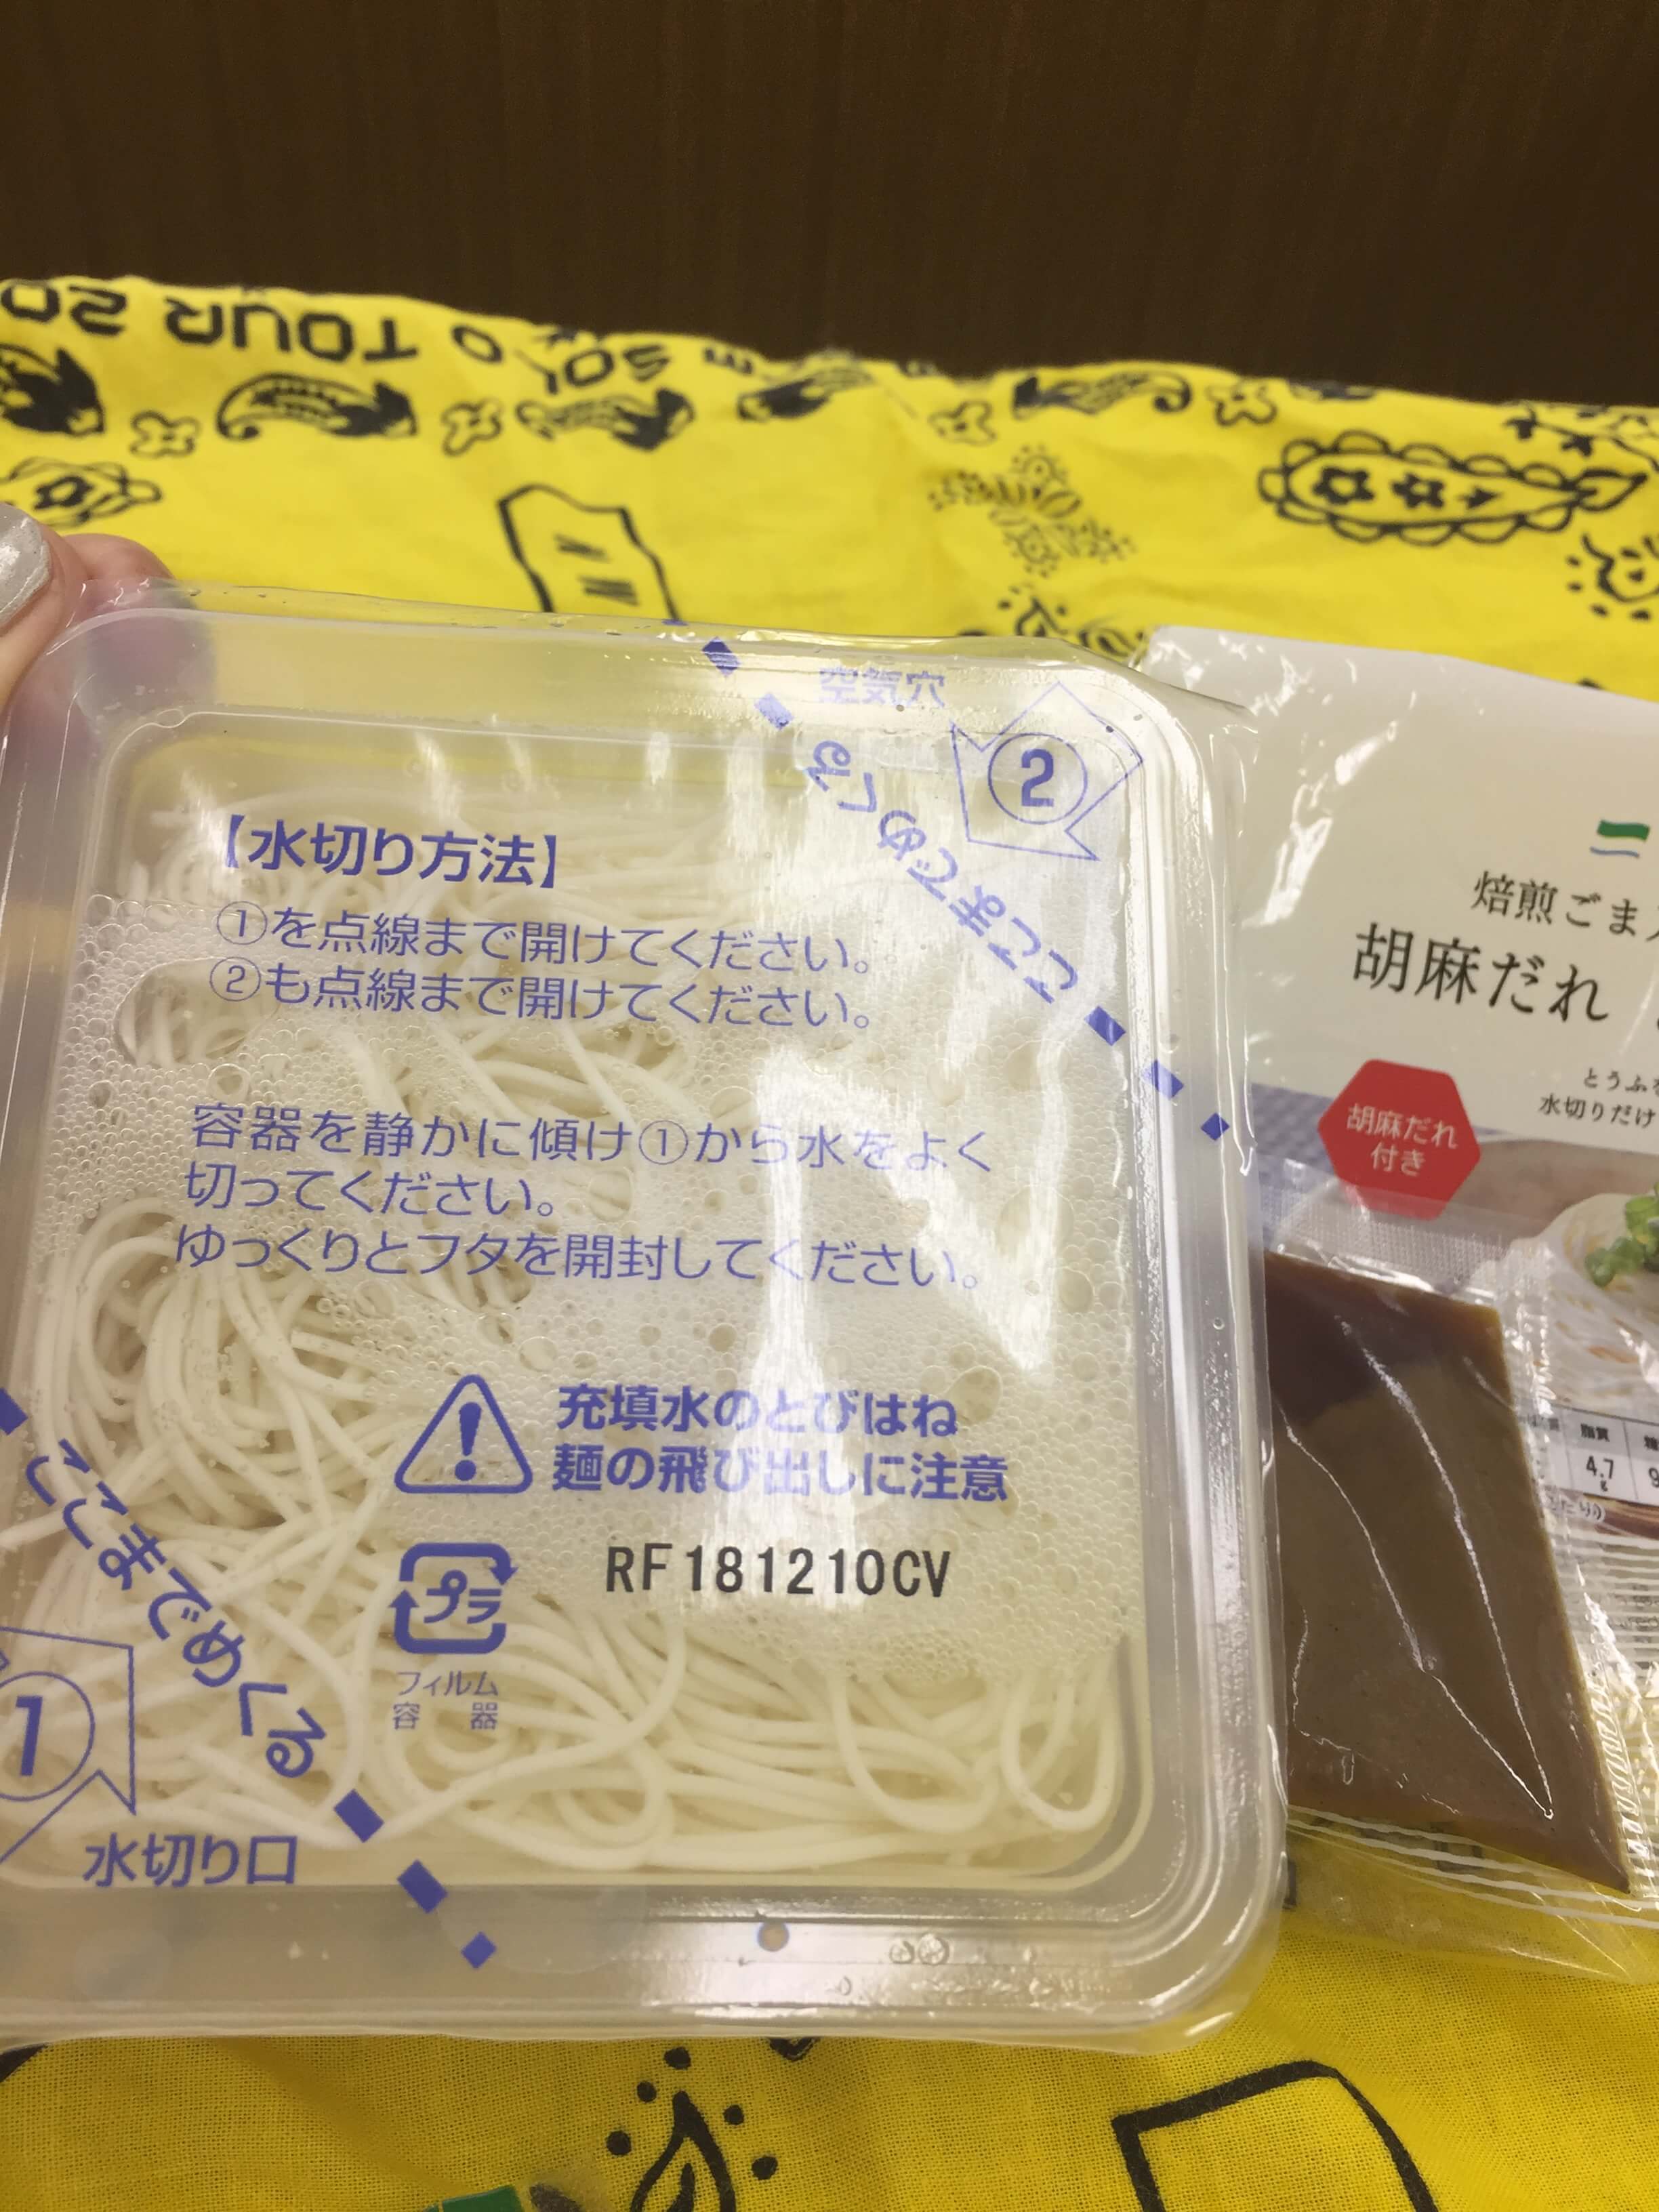 TOUR 20
空気穴
②
ここまでめくる
【水切り方法】
①を点線まで開けてください。
②も点線まで開けてください。
容器を静かに傾け①から水をよく
切ってください。
ゆっくりとフタを開封してください。
充填水のとびはね
麺の飛び出しに注意
RF181210CV
プラ
フィルム
容器
ここまでめくる
1
水切り口
焙煎ごま
胡麻だれ
とうふ
水切りだけ
胡麻だれ
付き
脂質
4.7
g